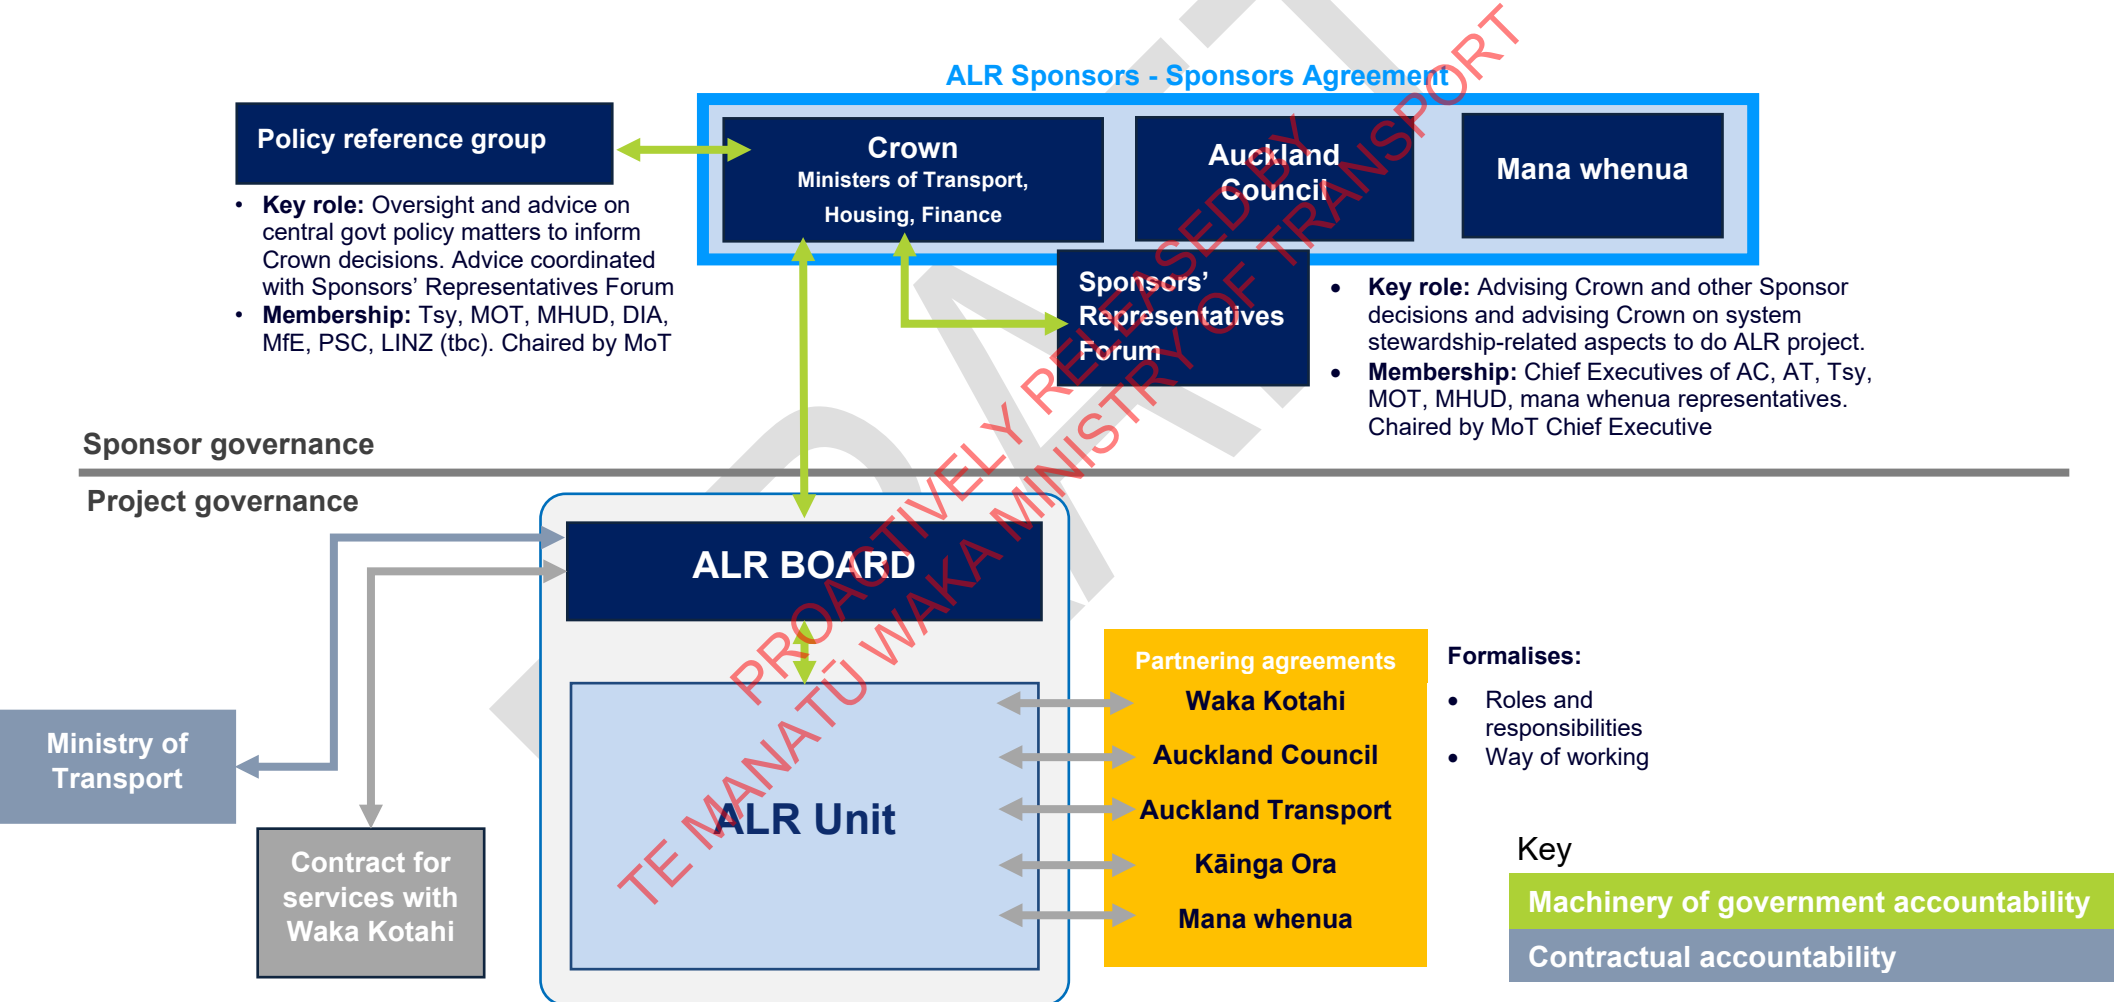 ALR Sponsors - Sponsors Agreement
Policy reference group
Crown
Ministers of Transport,
Housing, Finance
Auckland
Council
Mana whenua
• Key role: Oversight and advice on
central govt policy matters to inform
Crown decisions. Advice coordinated
with Sponsors’ Representatives Forum
• Membership: Tsy, MOT, MHUD, DIA,
MfE, PSC, LINZ (tbc). Chaired by MoT
Sponsors’
Representatives
Forum
• Key role: Advising Crown and other Sponsor
decisions and advising Crown on system
stewardship-related aspects to do ALR project.
• Membership: Chief Executives of AC, AT, Tsy,
MOT, MHUD, mana whenua representatives.
Chaired by MoT Chief Executive
Sponsor governance
Project governance
ALR BOARD
ALR Unit
Ministry of
Transport
Contract for
services with
Waka Kotahi
Partnering agreements
Waka Kotahi
Auckland Council
Auckland Transport
Kāinga Ora
Mana whenua
Formalises:
• Roles and
responsibilities
• Way of working
Key
Machinery of government accountability
Contractual accountability
PROACTIVELY RELEASED BY
TE MANATŪ WAKA MINISTRY OF TRANSPORT
DRAFT